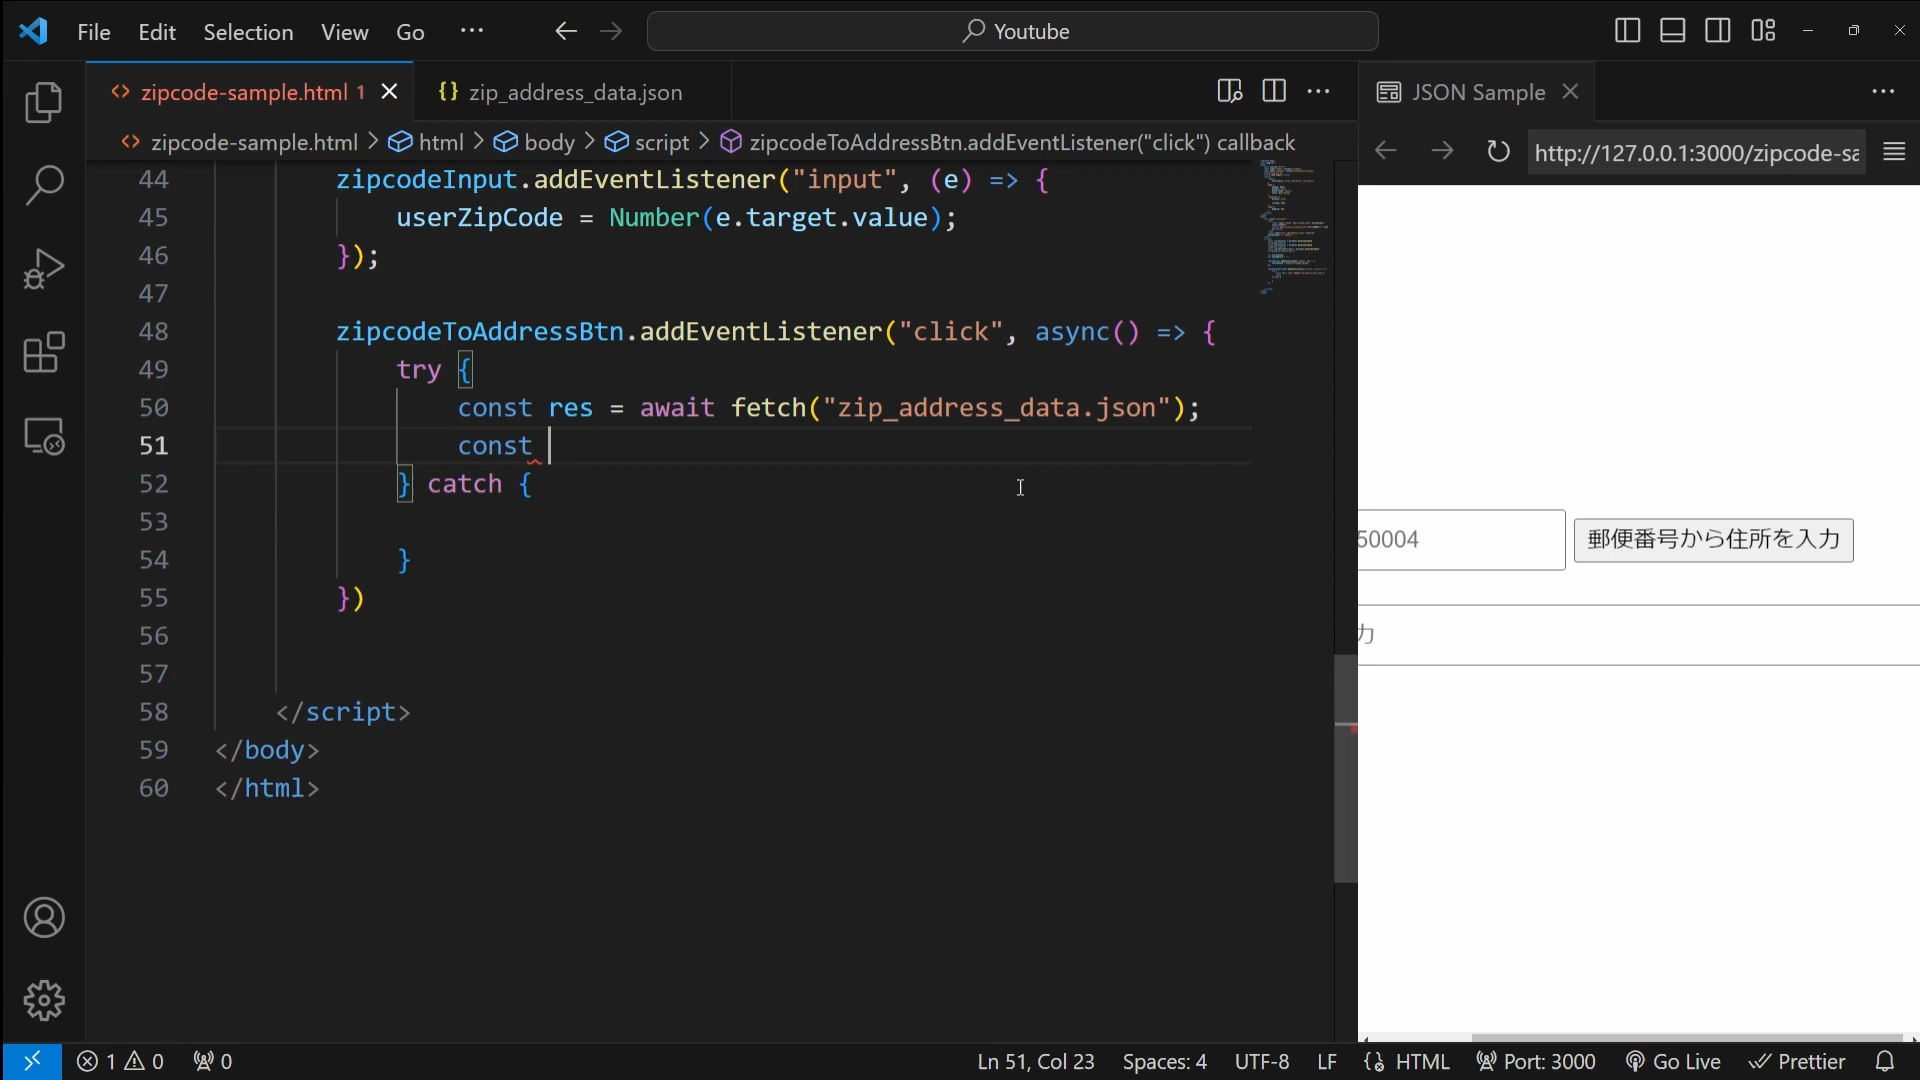 File Edit Selection View Go ··· Youtube
zipcode-sample.html 1 zip_address_data.json
JSON Sample
zipcode-sample.html > html > body > script > zipcodeToAddressBtn.addEventListener("click") callback
http://127.0.0.1:3000/zipcode-sa
44 zipcodeInput.addEventListener("input", (e) => {
45 userZipCode = Number(e.target.value);
46 });
47
48 zipcodeToAddressBtn.addEventListener("click", async() => {
49 try {
50 const res = await fetch("zip_address_data.json");
51 const
52 } catch {
53
54 }
55 })
56
57
58 </script>
59 </body>
60 </html>
50004 郵便番号から住所を入力
力
1 0 0 Ln 51, Col 23 Spaces: 4 UTF-8 LF HTML Port: 3000 Go Live Prettier